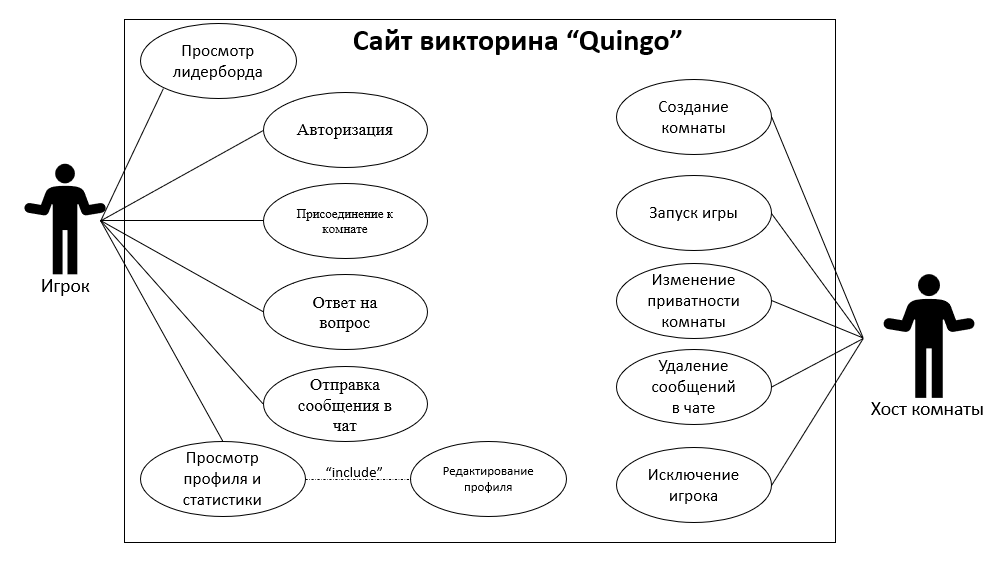 Сайт викторина “Quingo”
Просмотр
лидерборда
Авторизация
Присоединение к
комнате
Ответ на
вопрос
Отправка
сообщения в
чат
Просмотр
профиля и
статистики
“include”
Редактирование
профиля
Игрок
Создание
комнаты
Запуск игры
Изменение
приватности
комнаты
Удаление
сообщений
в чате
Исключение
игрока
Хост комнаты